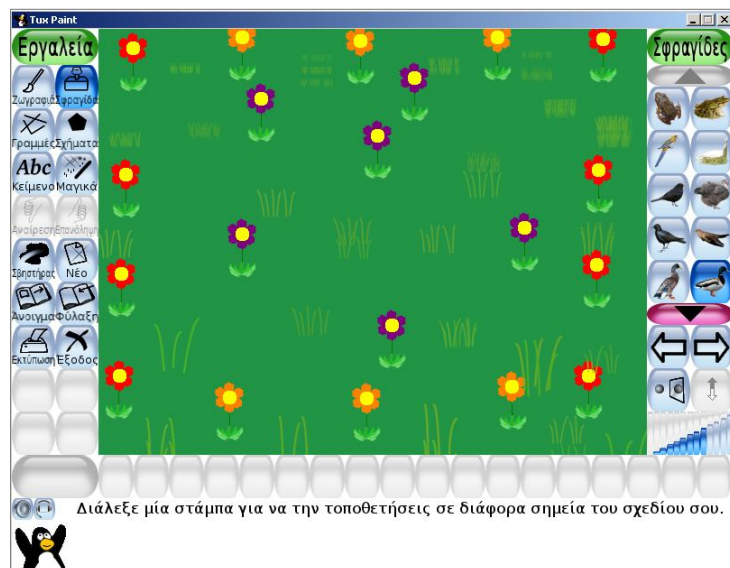 Tux Paint
Εργαλεία
Σφραγίδες
Ζωγραφιά Σφραγίδα
Γραμμές Σχήματα
Abc
Κείμενο Μαγικά
Αναίρεση Επανάληψη
Σβηστήρας Νέο
Άνοιγμα Φύλαξη
Εκτύπωση Έξοδος
Διάλεξε μία στάμπα για να την τοποθετήσεις σε διάφορα σημεία του σχεδίου σου.